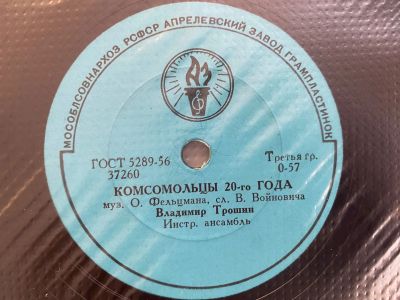 МОСОБЛСОВНАРХОЗ РСФСР АПРЕЛЕВСКИЙ ЗАВОД ГРАМПЛАСТИНОК
АЗ
ГОСТ 5289-56
37260
Третья гр.
0-57
КОМСОМОЛЬЦЫ 20-го ГОДА
муз. О. Фельцмана, сл. В. Войновича
Владимир Трошин
Инстр. ансамбль